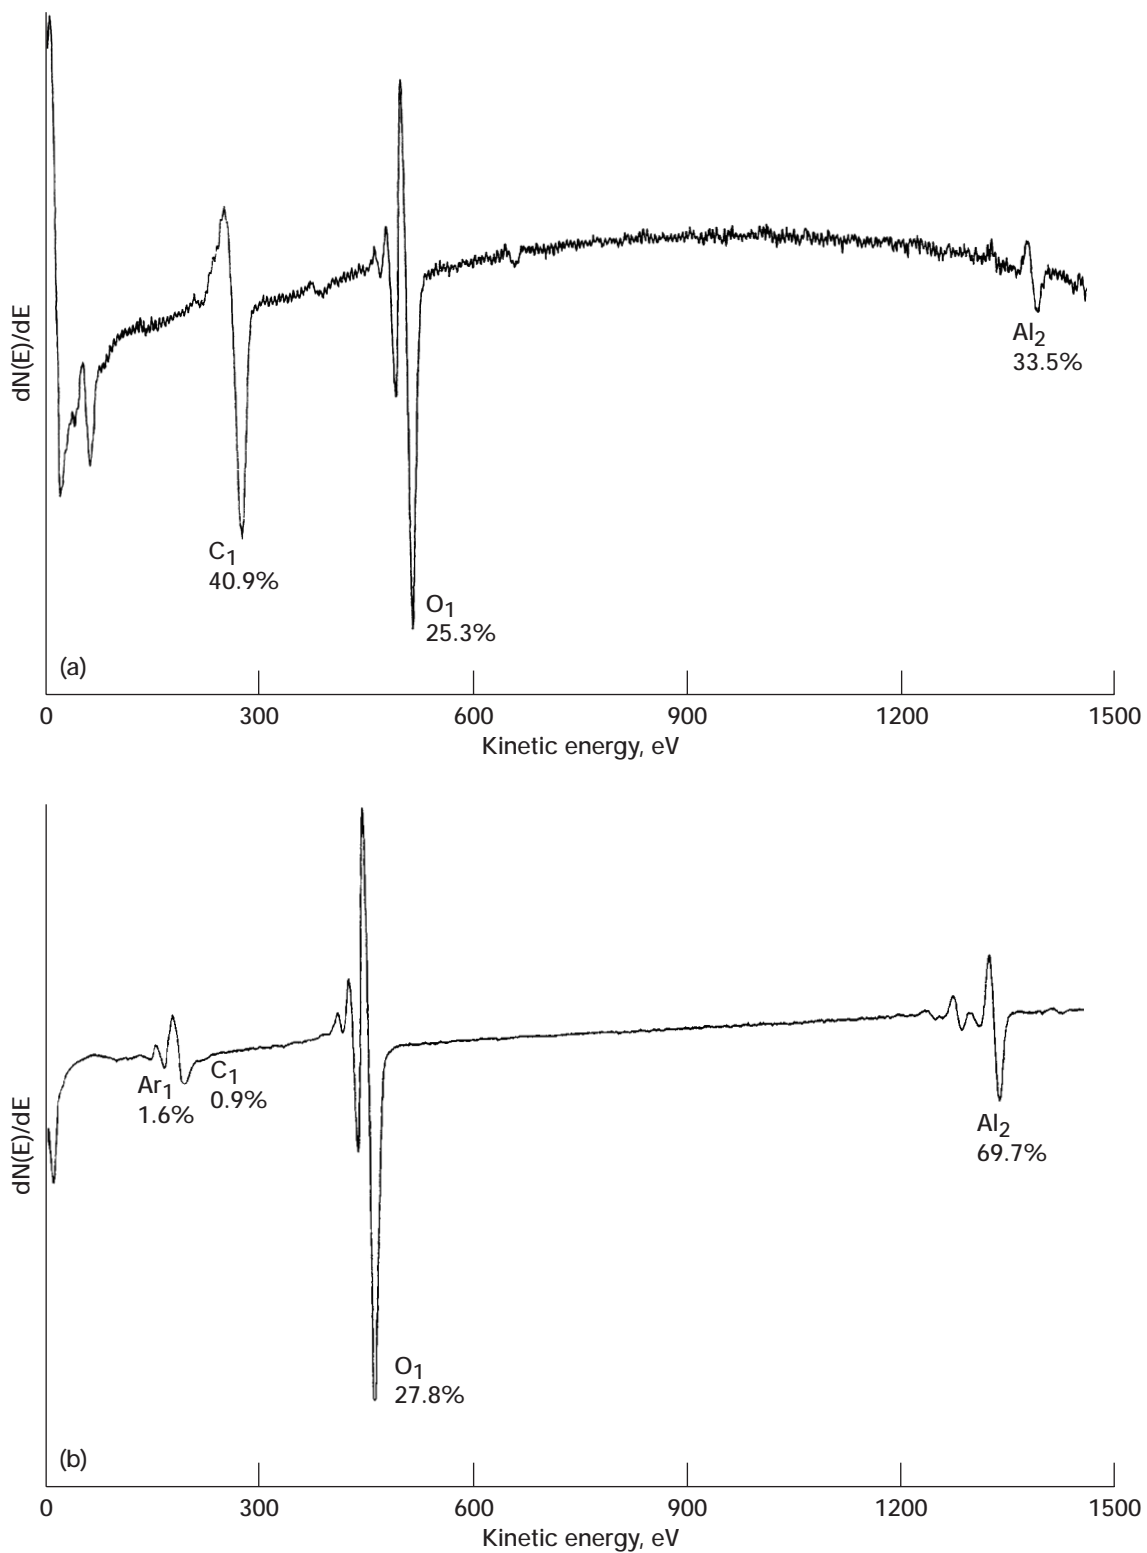 dN(E)/dE
Al₂
33.5%
C₁
40.9%
O₁
25.3%
(a)
0 300 600 900 1200 1500
Kinetic energy, eV
dN(E)/dE
Ar₁
1.6%
C₁
0.9%
Al₂
69.7%
O₁
27.8%
(b)
0 300 600 900 1200 1500
Kinetic energy, eV